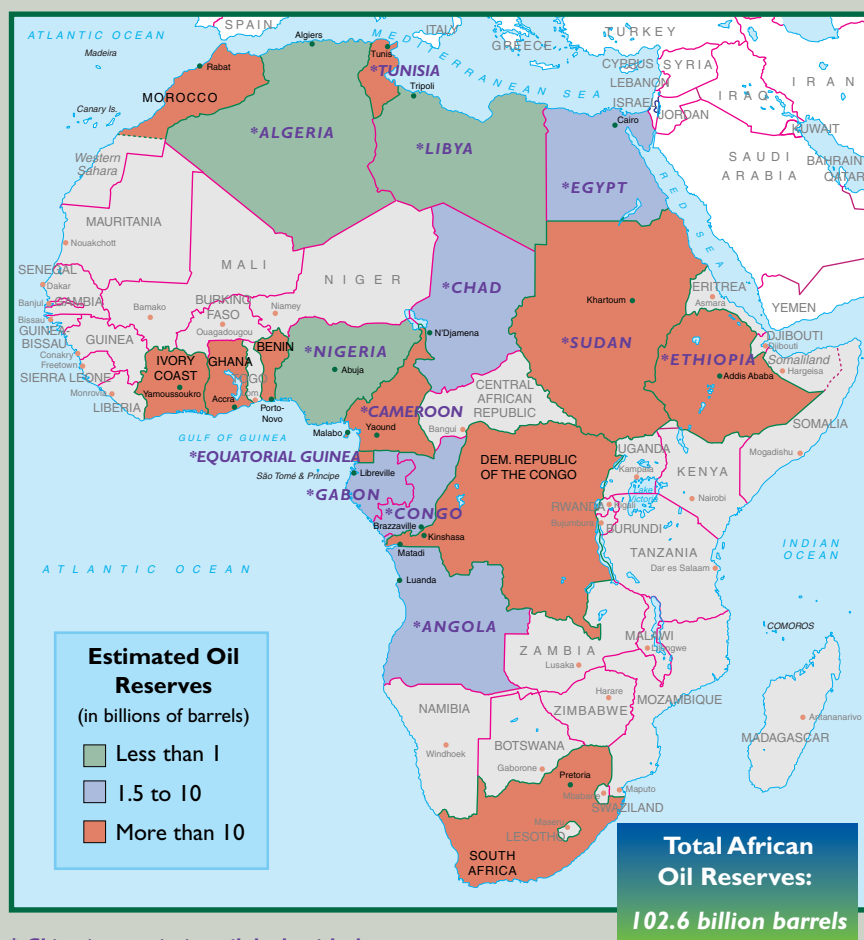 SPAIN
ITALY
TURKEY
GREECE
ATLANTIC OCEAN
Algiers
MEDITERRANEAN SEA
Madeira
Tunis
CYPRUS
SYRIA
Rabat
*TUNISIA
LEBANON
IRAN
Tripoli
MOROCCO
ISRAEL
IRAQ
Canary Is.
Cairo
JORDAN
KUWAIT
*ALGERIA
*LIBYA
Western
Sahara
SAUDI
ARABIA
BAHRAIN
QATAR
*EGYPT
RED SEA
MAURITANIA
Nouakchott
MALI
NIGER
*CHAD
SENEGAL
Dakar
ERITREA
Asmara
Khartoum
YEMEN
Banjul
GAMBIA
Bamako
BURKING
FASO
Niamey
Bissau
GUINEA-
BISSAU
Ouagadougou
N'Djamena
GUINEA
BENIN
*NIGERIA
*SUDAN
DJIBOUTI
Djibouti
Conakry
Freetown
IVORY
COAST
GHANA
Abuja
*ETHIOPIA
Somaliland
Hargeisa
SIERRA LEONE
TOGO
Addis Ababa
Monrovia
Yamoussoukro
Accra
CENTRAL
AFRICAN
REPUBLIC
LIBERIA
Porto-
Novo
*CAMEROON
SOMALIA
GULF OF GUINEA
Malabo
Yaound
Bangui
*EQUATORIAL GUINEA
DEM. REPUBLIC
OF THE CONGO
UGANDA
Kampala
KENYA
Mogadishu
São Tomé & Príncipe
Libreville
*GABON
Lake
Victoria
Nairobi
*CONGO
RWANDA
Kigali
Brazzaville
Bujumbura
BURUNDI
Kinshasa
INDIAN
OCEAN
Matadi
TANZANIA
ATLANTIC OCEAN
Luanda
Dar es Salaam
*ANGOLA
COMOROS
MALAWI
ZAMBIA
Lilongwe
Lusaka
Harare
MOZAMBIQUE
NAMIBIA
ZIMBABWE
Antananarivo
MADAGASCAR
BOTSWANA
Windhoek
Gaborone
Pretoria
Maputo
Mbabane
SWAZILAND
Maseru
LESOTHO
SOUTH
AFRICA
Estimated Oil
Reserves
(in billions of barrels)
Less than 1
1.5 to 10
More than 10
Total African
Oil Reserves:
102.6 billion barrels